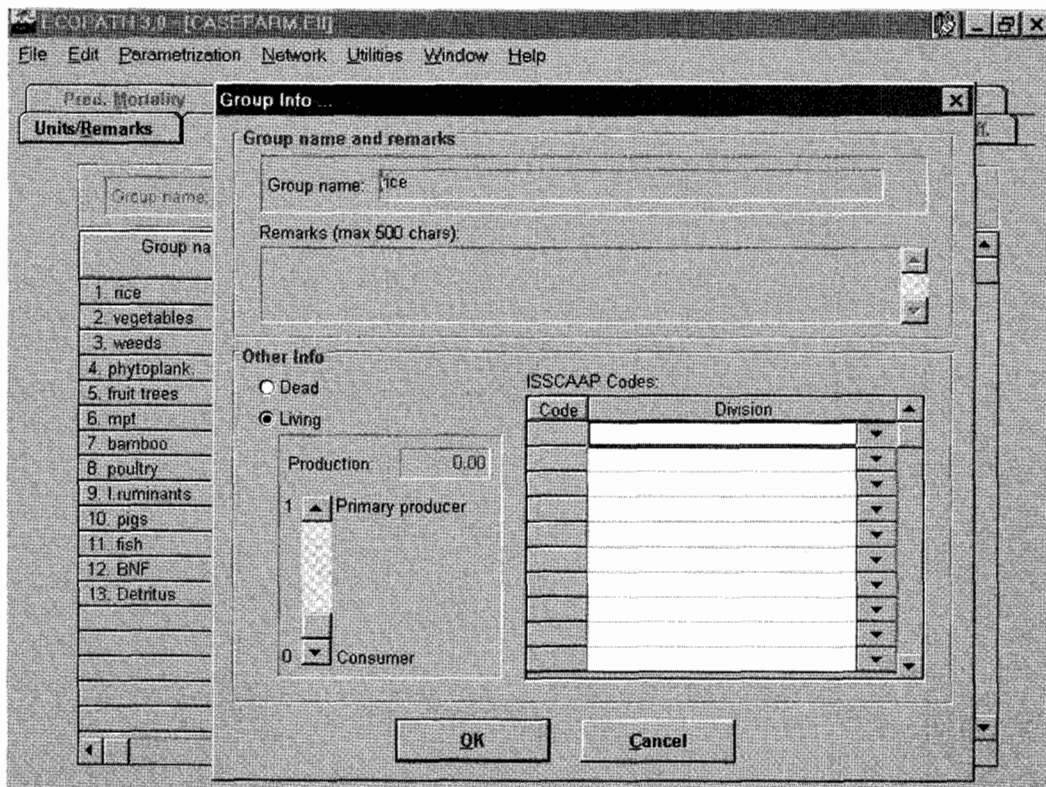 ECOPATH 3.0 - [CASEFARM.EII]
File Edit Parametrization Network Utilities Window Help
Pred. Mortality
Units/Remarks
Group name:
Group na
1. rice
2. vegetables
3. weeds
4. phytoplank.
5. fruit trees
6. mpt
7. bamboo
8. poultry
9. l.ruminants
10. pigs
11. fish
12. BNF
13. Detritus
Group Info ...
Group name and remarks
Group name: rice
Remarks (max 500 chars):
Other Info
Dead
Living
Production 0.00
1 Primary producer
0 Consumer
ISSCAAP Codes:
Code Division
OK Cancel